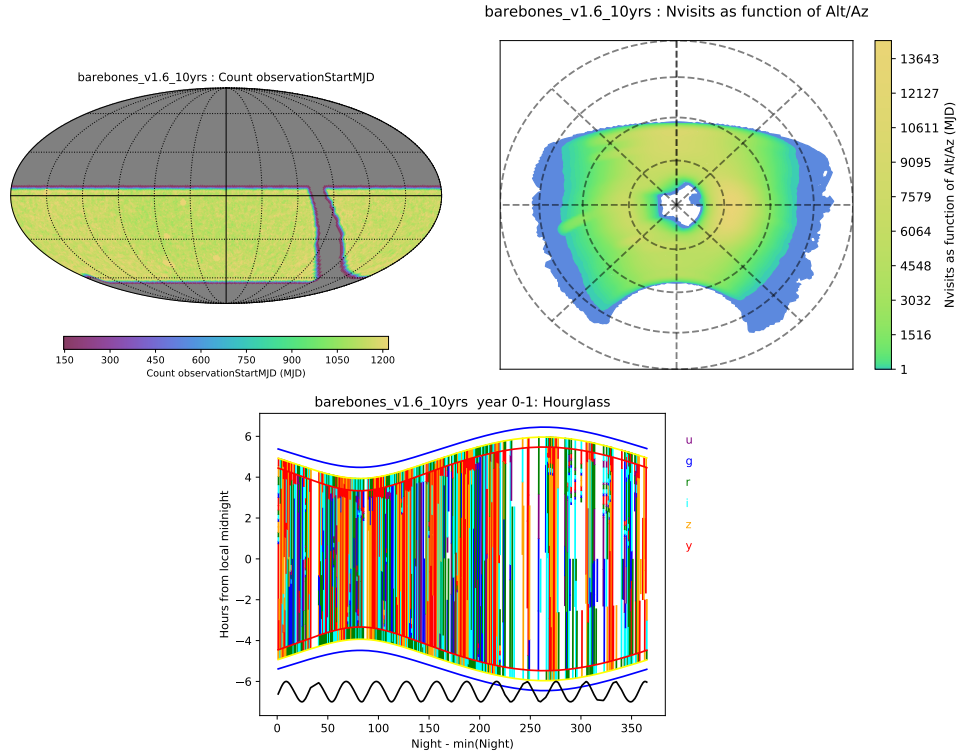 barebones_v1.6_10yrs : Nvisits as function of Alt/Az
barebones_v1.6_10yrs : Count observationStartMJD
150 300 450 600 750 900 1050 1200
Count observationStartMJD (MJD)
13643
12127
10611
9095
7579
6064
4548
3032
1516
1
Nvisits as function of Alt/Az (MJD)
barebones_v1.6_10yrs year 0-1: Hourglass
6
4
2
0
−2
−4
−6
Hours from local midnight
0 50 100 150 200 250 300 350
Night - min(Night)
u
g
r
i
z
y